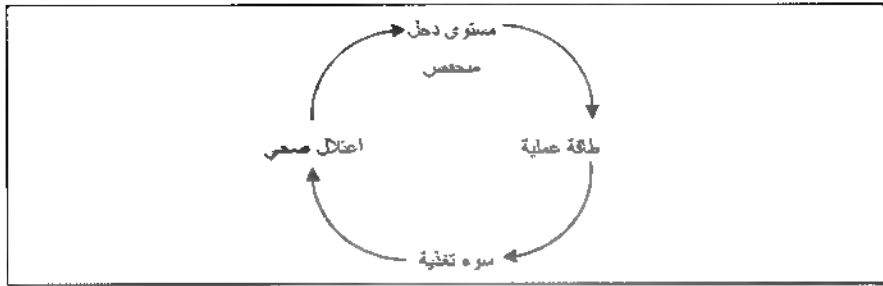 مستوى دخل
منخفض
طاقة عملية
سوء تغذية
اعتلال صحي